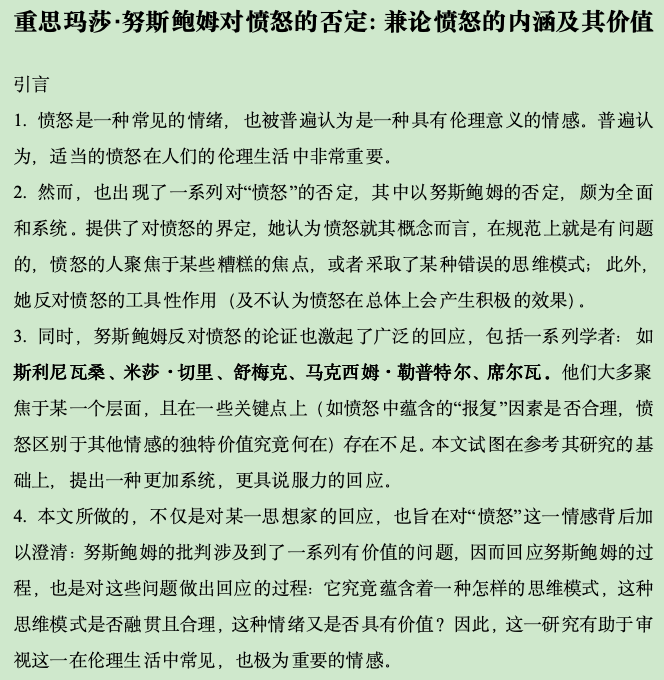 重思玛莎·努斯鲍姆对愤怒的否定：兼论愤怒的内涵及其价值
引言
1. 愤怒是一种常见的情绪，也被普遍认为是一种具有伦理意义的情感。普遍认
为，适当的愤怒在人们的伦理生活中非常重要。
2. 然而，也出现了一系列对“愤怒”的否定，其中以努斯鲍姆的否定，颇为全面
和系统。提供了对愤怒的界定，她认为愤怒就其概念而言，在规范上就是有问题
的，愤怒的人聚焦于某些糟糕的焦点，或者采取了某种错误的思维模式；此外，
她反对愤怒的工具性作用（及不认为愤怒在总体上会产生积极的效果）。
3. 同时，努斯鲍姆反对愤怒的论证也激起了广泛的回应，包括一系列学者：如
斯利尼瓦桑、米莎·切里、舒梅克、马克西姆·勒普特尔、席尔瓦。他们大多聚
焦于某一个层面，且在一些关键点上（如愤怒中蕴含的“报复”因素是否合理，愤
怒区别于其他情感的独特价值究竟何在）存在不足。本文试图在参考其研究的基
础上，提出一种更加系统，更具说服力的回应。
4. 本文所做的，不仅是对某一思想家的回应，也旨在对“愤怒”这一情感背后加
以澄清：努斯鲍姆的批判涉及到了一系列有价值的问题，因而回应努斯鲍姆的过
程，也是对这些问题做出回应的过程：它究竟蕴含着一种怎样的思维模式，这种
思维模式是否融贯且合理，这种情绪又是否具有价值？因此，这一研究有助于审
视这一在伦理生活中常见，也极为重要的情感。